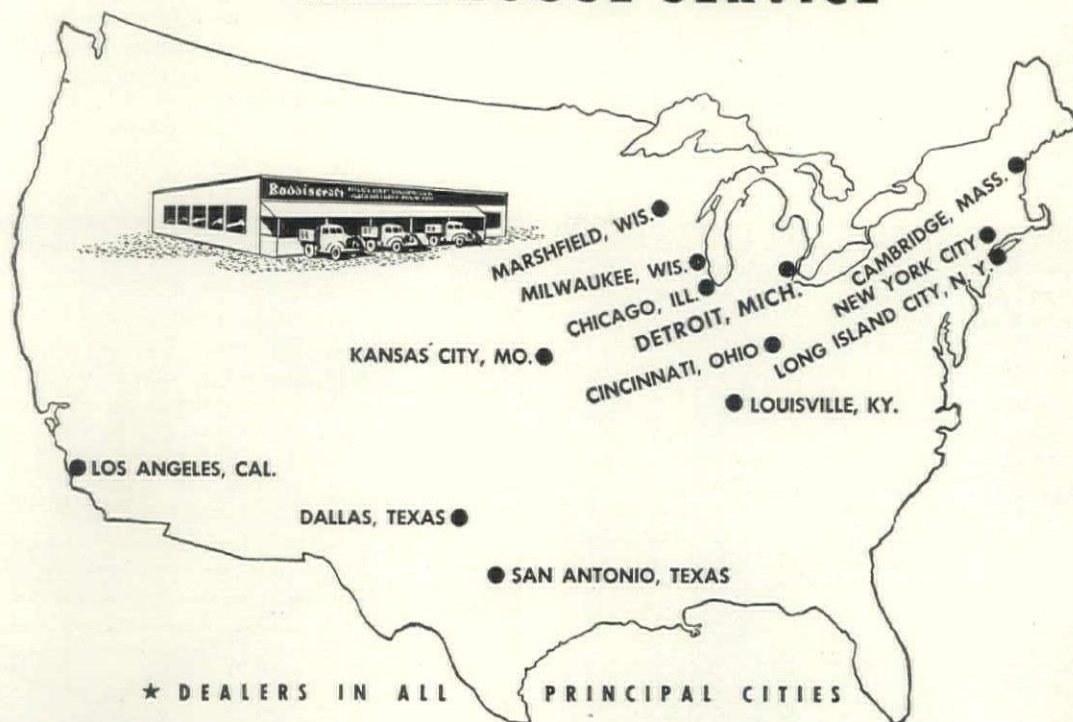 SERVICE
Roddiscraft
MARSHFIELD, WIS.
MILWAUKEE, WIS.
CHICAGO, ILL.
DETROIT, MICH.
CAMBRIDGE, MASS.
NEW YORK CITY
LONG ISLAND CITY, N. Y.
KANSAS CITY, MO.
CINCINNATI, OHIO
LOUISVILLE, KY.
LOS ANGELES, CAL.
DALLAS, TEXAS
SAN ANTONIO, TEXAS
★ DEALERS IN ALL PRINCIPAL CITIES